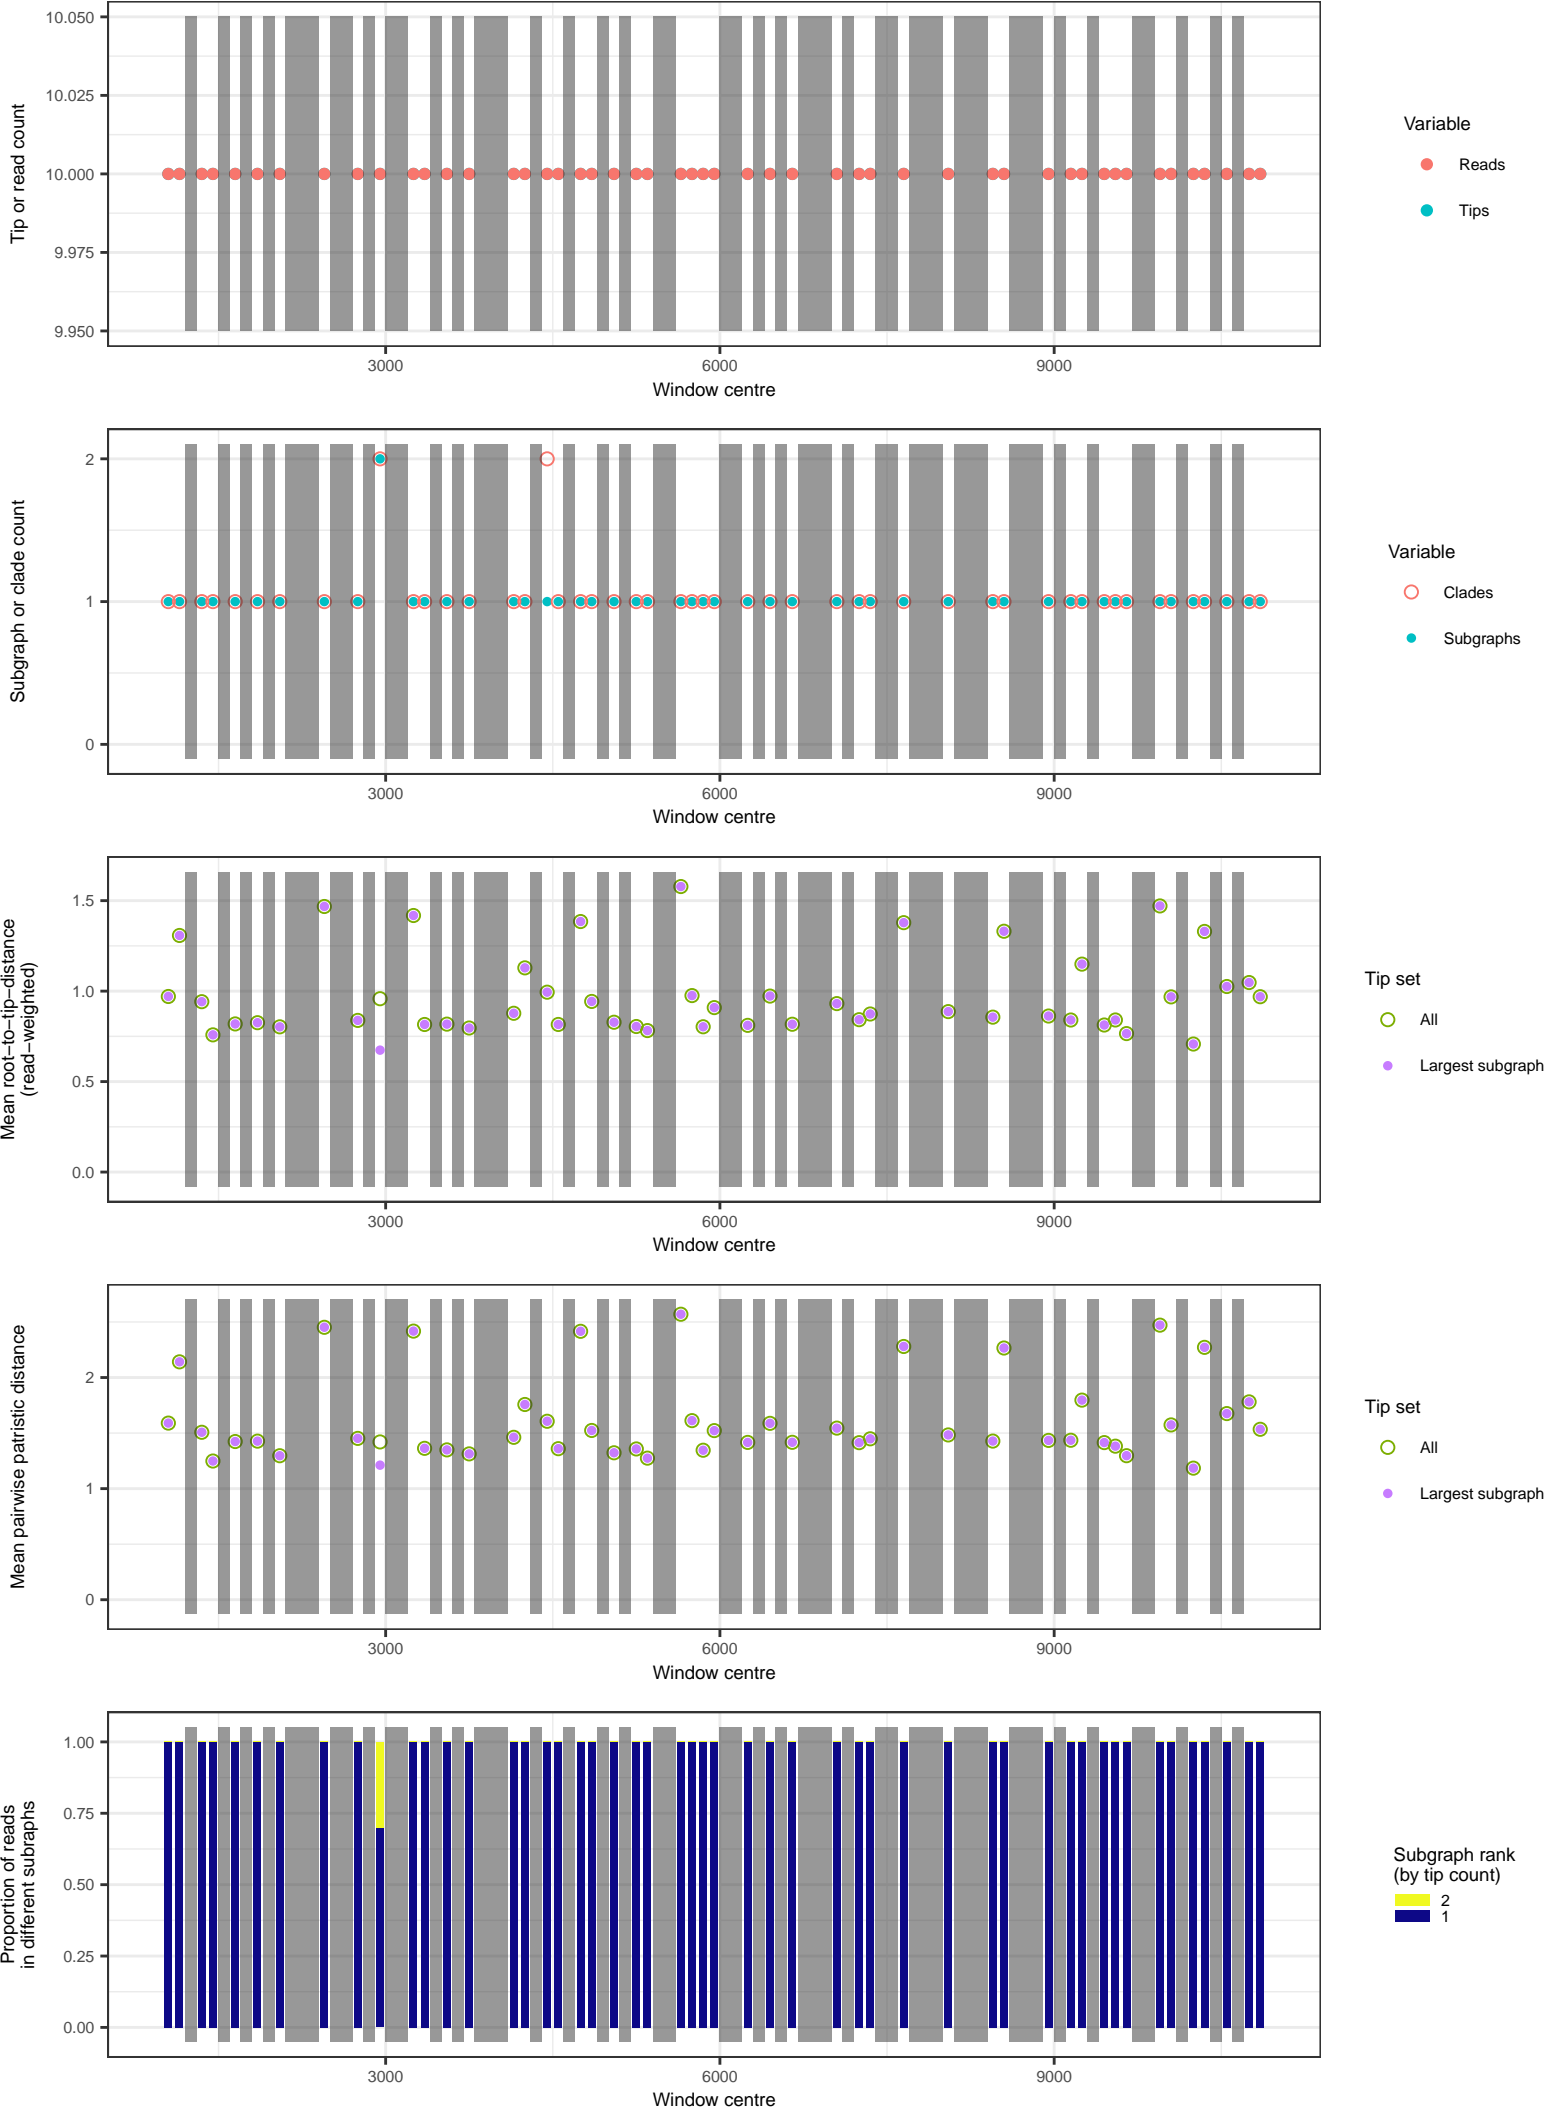 10.050
10.025
10.000
9.975
9.950
Tip or read count
3000
6000
9000
Window centre
Variable
Reads
Tips
2
1
0
Subgraph or clade count
3000
6000
9000
Window centre
Variable
Clades
Subgraphs
1.5
1.0
0.5
0.0
Mean root−to−tip−distance
(read−weighted)
3000
6000
9000
Window centre
Tip set
All
Largest subgraph
2
1
0
Mean pairwise patristic distance
3000
6000
9000
Window centre
Tip set
All
Largest subgraph
1.00
0.75
0.50
0.25
0.00
Proportion of reads
in different subraphs
3000
6000
9000
Window centre
Subgraph rank
(by tip count)
2
1